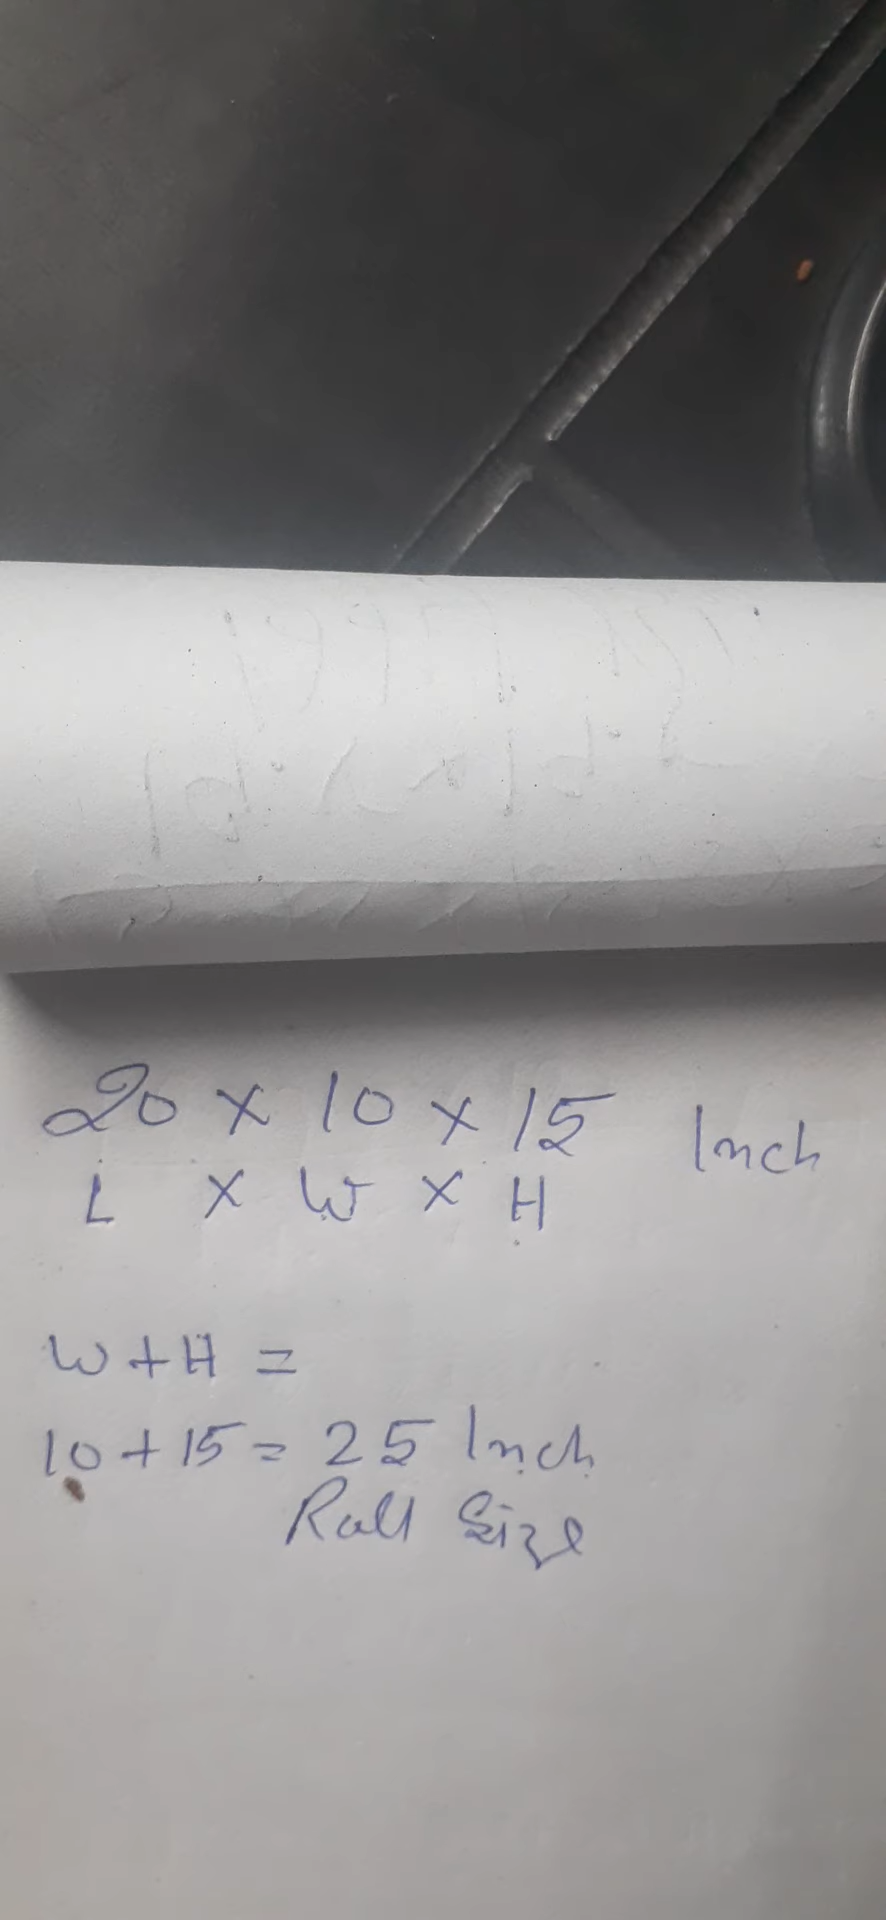 20 x 10 x 15 Inch
L x W x H
W + H =
10 + 15 = 25 Inch
Roll Size